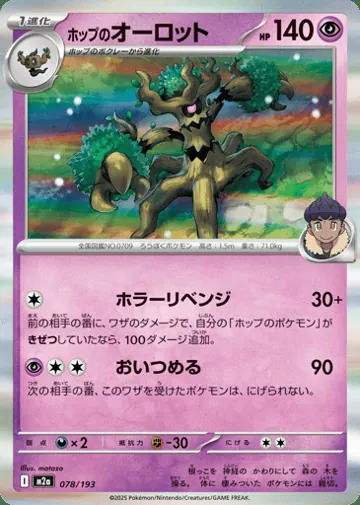 1進化
ホップのオーロット
HP 140
ホップのボクレーから進化
全国図鑑NO.0709 ろうぼくポケモン 高さ:1.5m 重さ:71.0kg
ホラーリベンジ 30+
前の相手の番に、ワザのダメージで、自分の「ホップのポケモン」が
きぜつしていたなら、100ダメージ追加。
おいつめる 90
次の相手の番、このワザを受けたポケモンは、にげられない。
弱点 ×2 抵抗力 -30 にげる
Illus. matazo
I M2a 078/193
根っこを 神経の かわりにして 森の 木を
操る。 体に
©2025 Pokémon/Nintendo/Creatures/GAME FREAK.